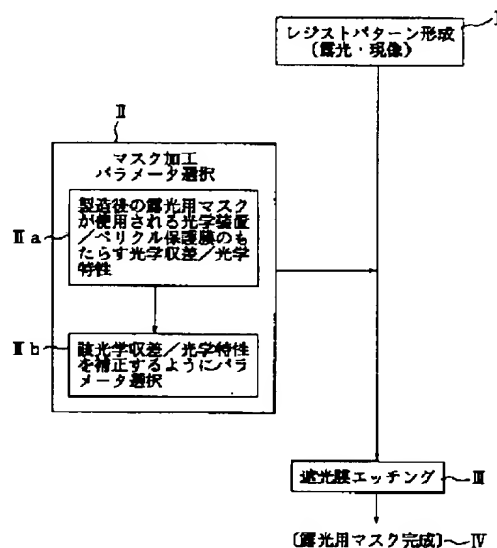 レジストパターン形成
(露光・現像)
I
II
マスク加工
パラメータ選択
IIa
製造後の露光用マスク
が使用される光学装置
/ペリクル保護膜のも
たらす光学収差/光学
特性
IIb
該光学収差/光学特性
を補正するようにパラ
メータ選択
遮光膜エッチング
III
[露光用マスク完成]
IV